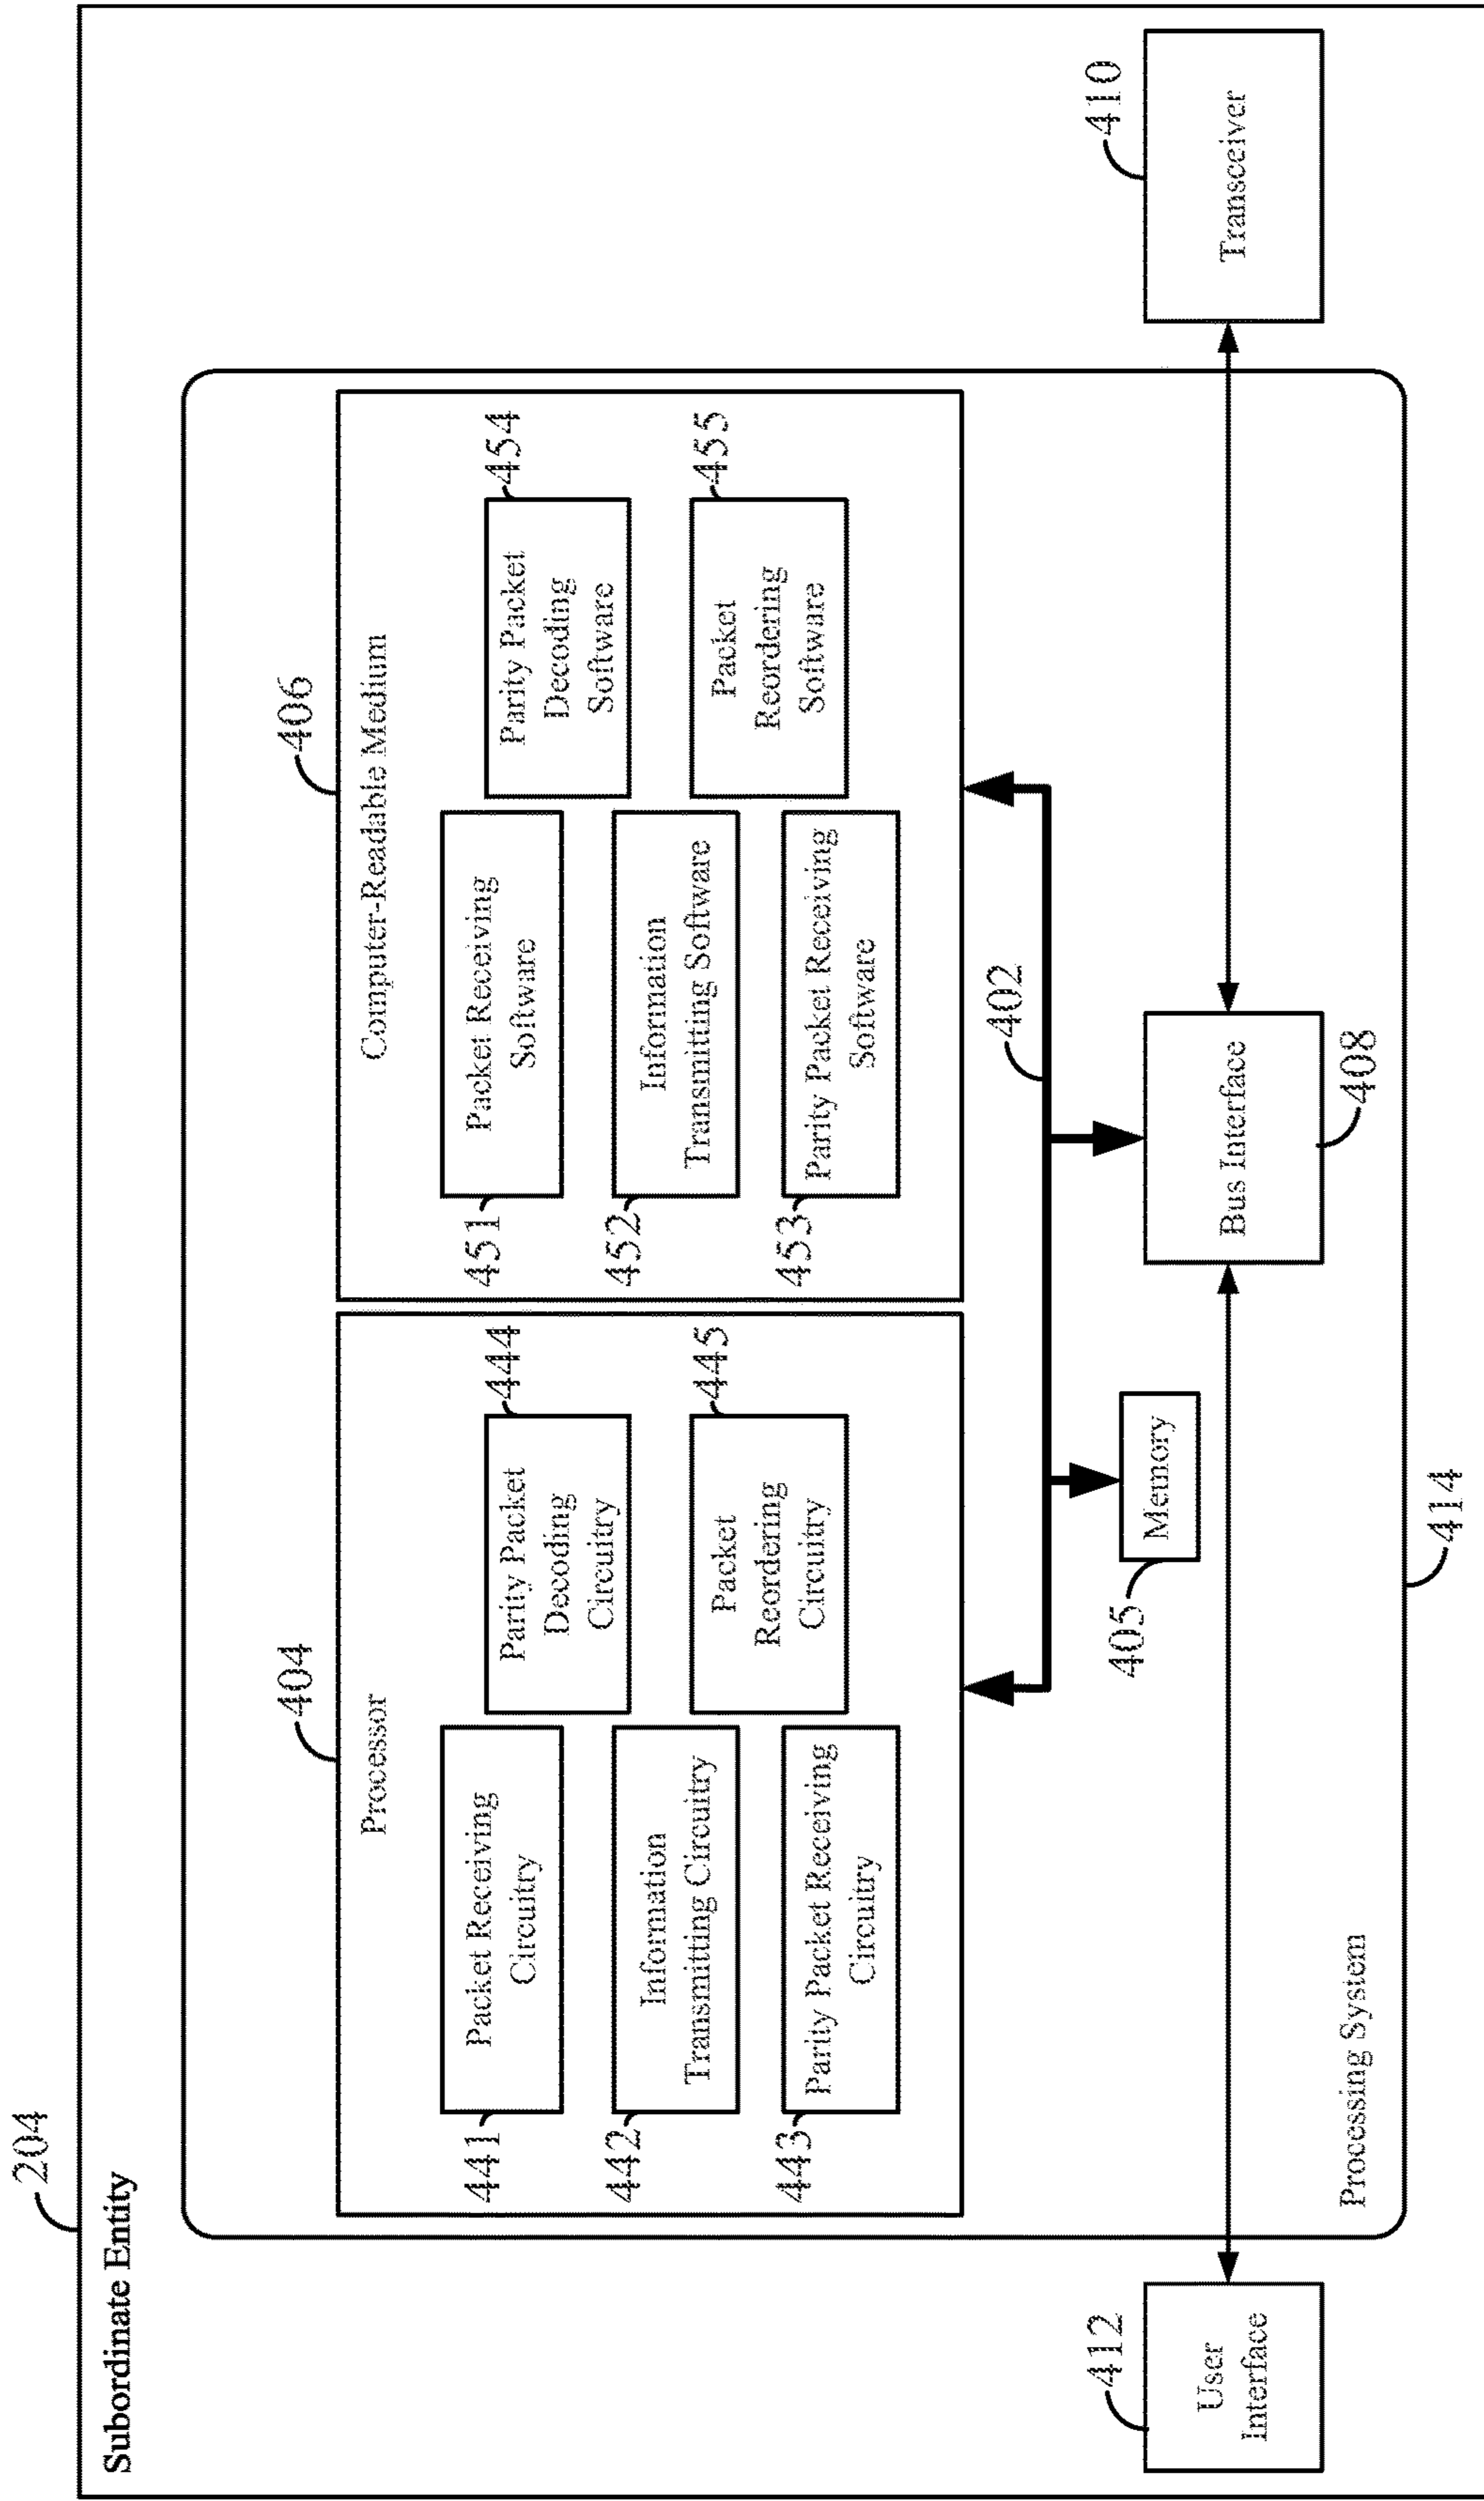 204
Subordinate Entity
404
Processor
441
Packet Receiving
Circuitry
442
Information
Transmitting Circuitry
443
Parity Packet Receiving
Circuitry
444
Parity Packet
Decoding
Circuitry
445
Packet
Reordering
Circuitry
406
Computer-Readable Medium
451
Packet Receiving
Software
452
Information
Transmitting Software
453
Parity Packet Receiving
Software
454
Parity Packet
Decoding
Software
455
Packet
Reordering
Software
402
405
Memory
412
User
Interface
Bus Interface
408
410
Transceiver
Processing System
414